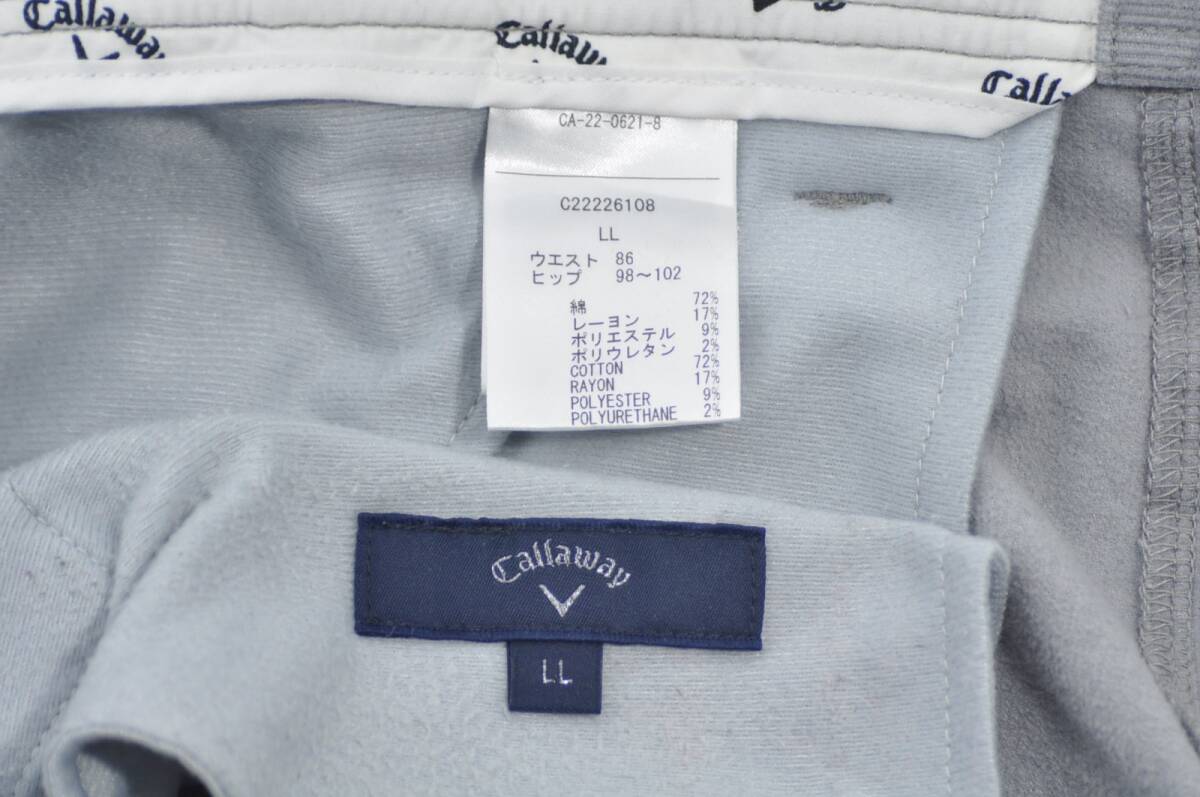 Callaway
Callaw
Calla
CA-22-0621-8
C22226108
LL
ウエスト 86
ヒップ 98～102
綿 72%
レーヨン 17%
ポリエステル 9%
ポリウレタン 2%
COTTON 72%
RAYON 17%
POLYESTER 9%
POLYURETHANE 2%
Callaway
LL